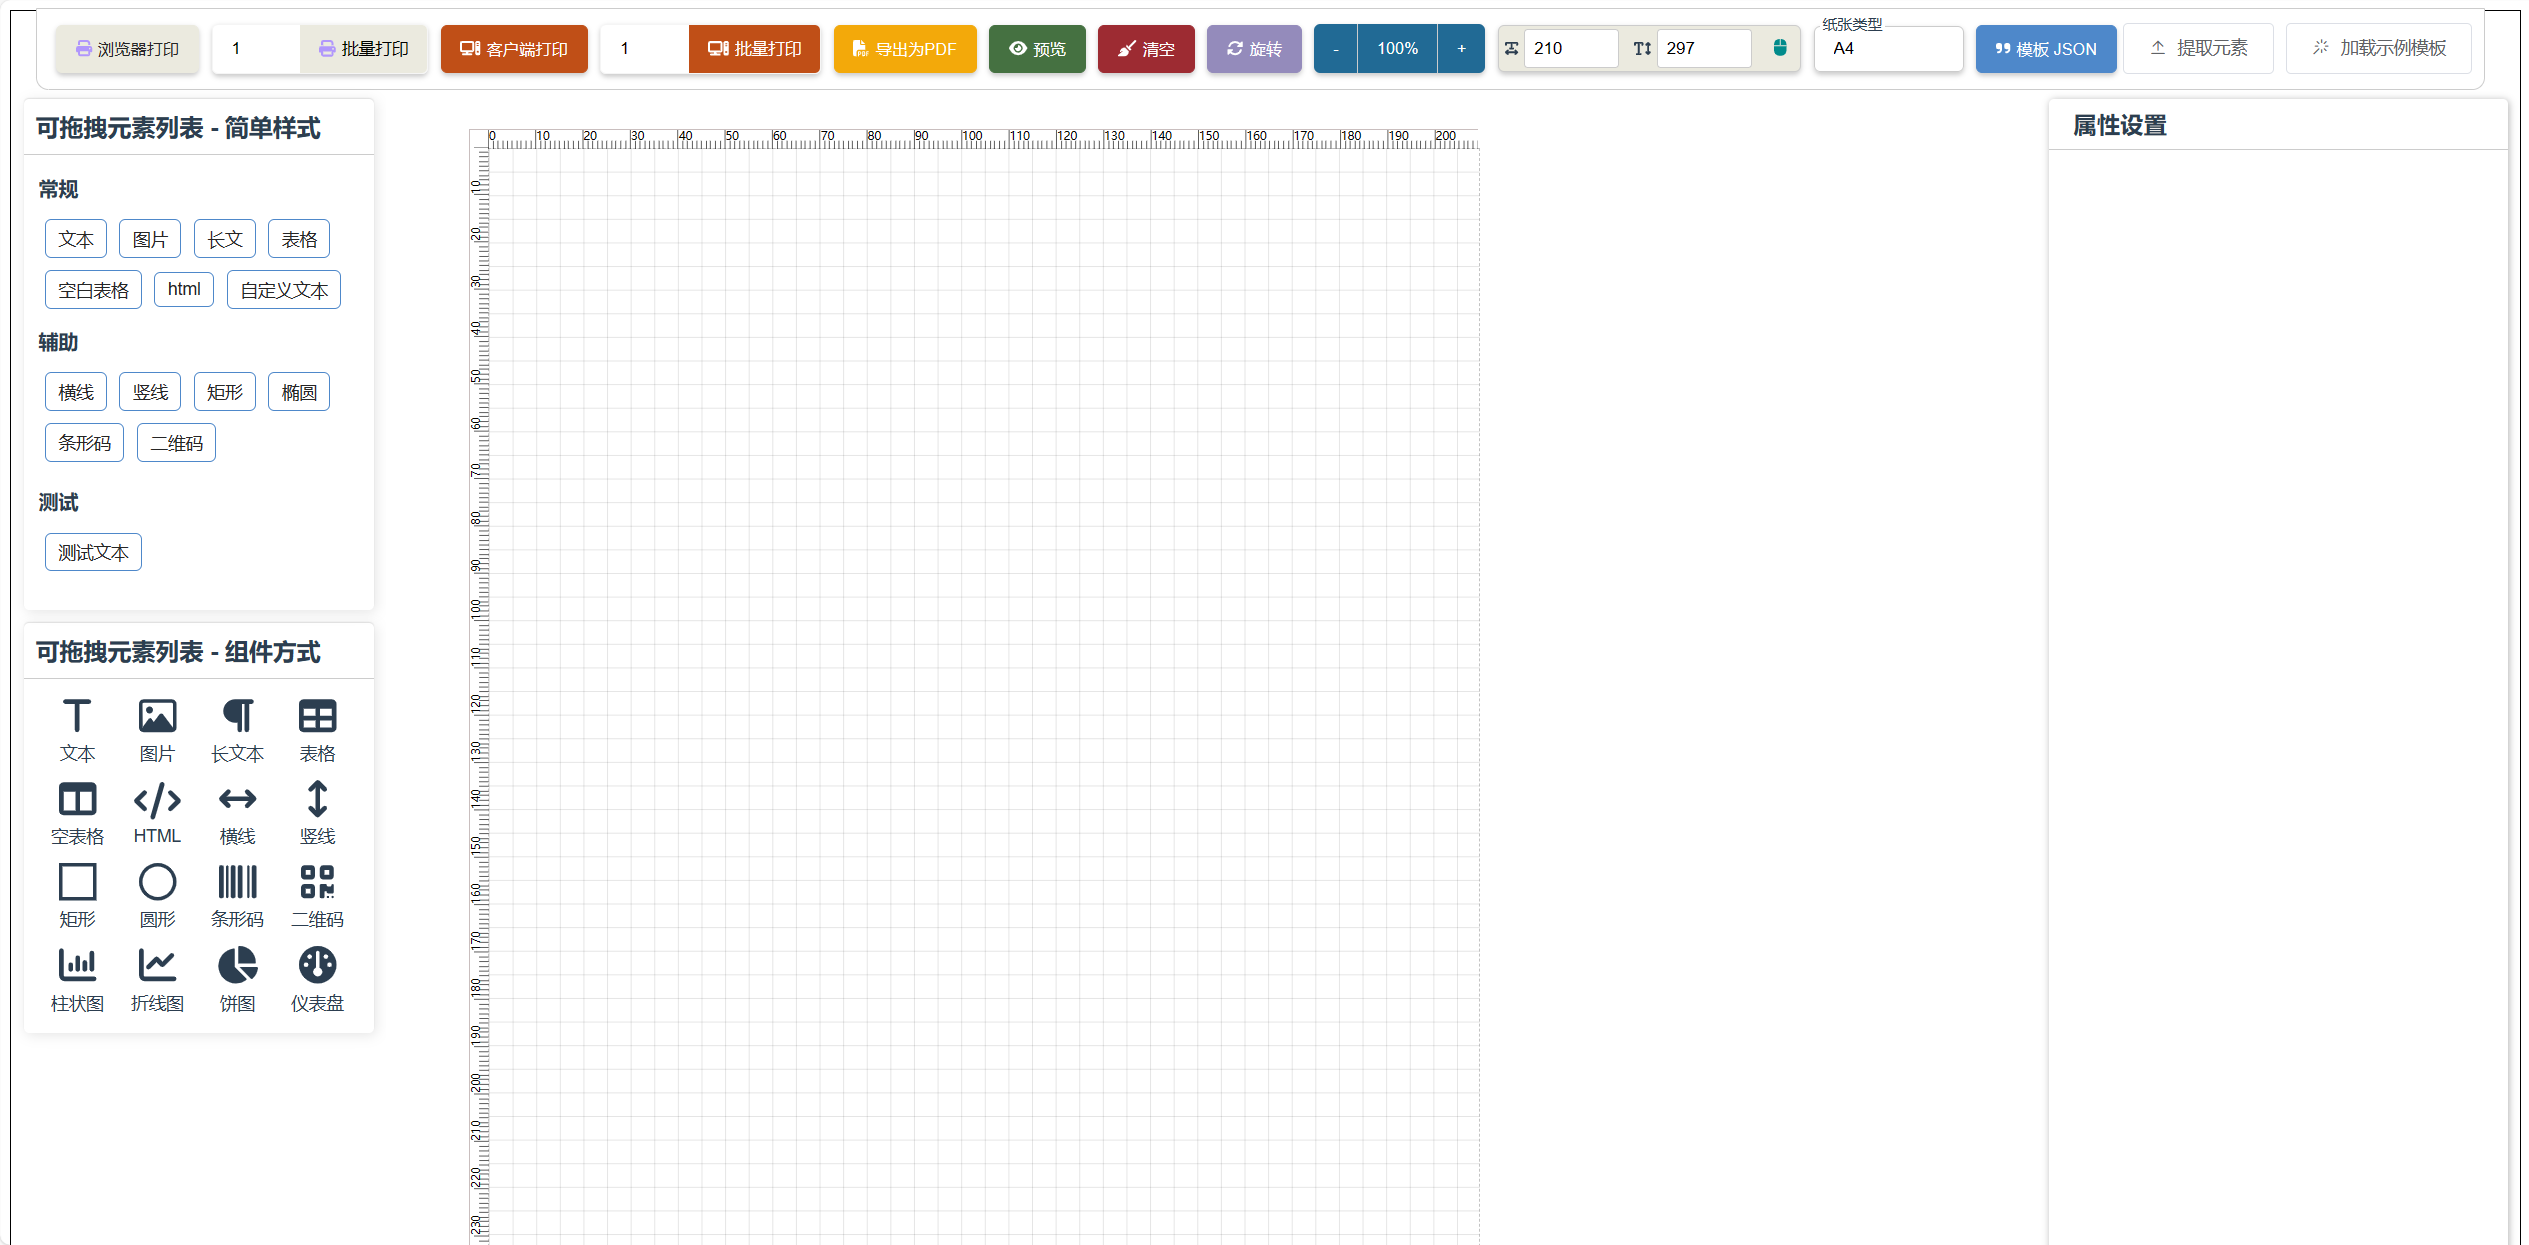 浏览器打印 1 批量打印 客户端打印 1 批量打印 导出为PDF 预览 清空 旋转 - 100% + 210 297 纸张类型 A4 模板 JSON 提取元素 加载示例模板
可拖拽元素列表 - 简单样式
常规
文本 图片 长文 表格
空白表格 html 自定义文本
辅助
横线 竖线 矩形 椭圆
条形码 二维码
测试
测试文本
可拖拽元素列表 - 组件方式
文本 图片 长文本 表格
空表格 HTML 横线 竖线
矩形 圆形 条形码 二维码
柱状图 折线图 饼图 仪表盘
0 10 20 30 40 50 60 70 80 90 100 110 120 130 140 150 160 170 180 190 200
10
20
30
40
50
60
70
80
90
100
110
120
130
140
150
160
170
180
190
200
210
220
230
属性设置